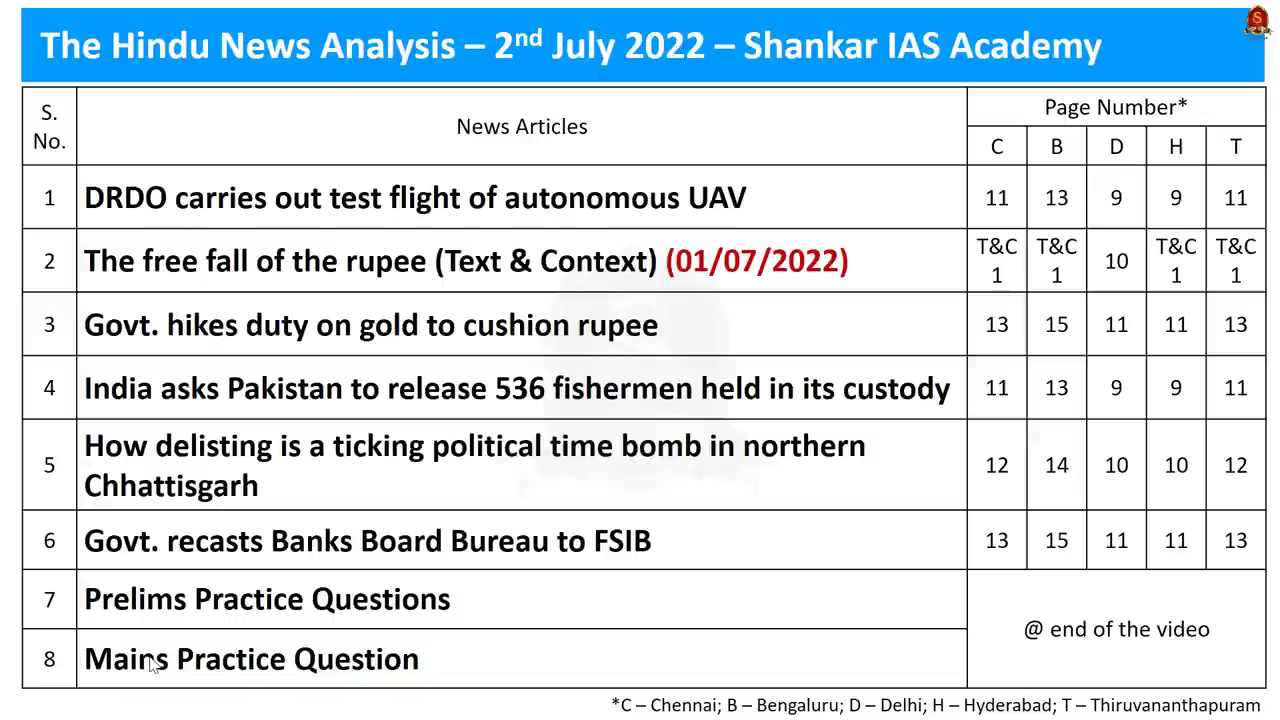 The Hindu News Analysis – 2nd July 2022 – Shankar IAS Academy
S. No. News Articles Page Number*
C B D H T
1 DRDO carries out test flight of autonomous UAV 11 13 9 9 11
2 The free fall of the rupee (Text & Context) (01/07/2022) T&C 1 T&C 1 10 T&C 1 T&C 1
3 Govt. hikes duty on gold to cushion rupee 13 15 11 11 13
4 India asks Pakistan to release 536 fishermen held in its custody 11 13 9 9 11
5 How delisting is a ticking political time bomb in northern
Chhattisgarh 12 14 10 10 12
6 Govt. recasts Banks Board Bureau to FSIB 13 15 11 11 13
7 Prelims Practice Questions
@ end of the video
8 Mains Practice Question
*C – Chennai; B – Bengaluru; D – Delhi; H – Hyderabad; T – Thiruvananthapuram